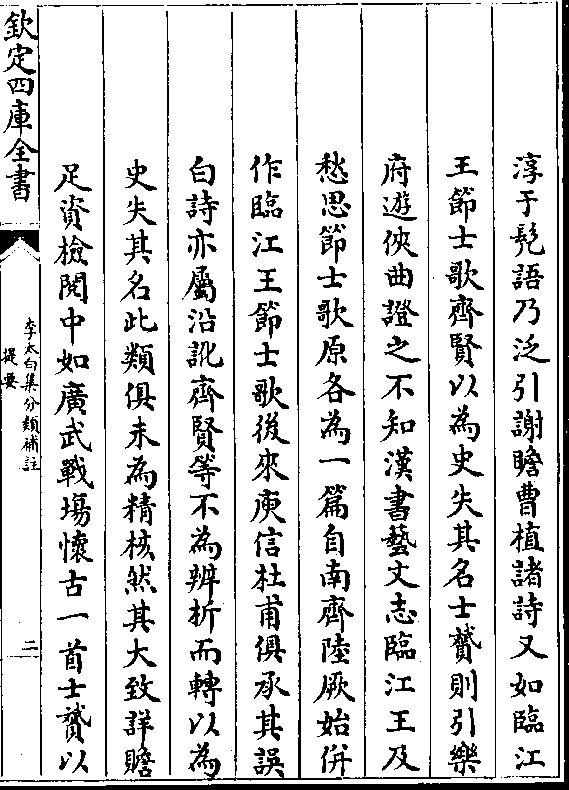 淳于髡語乃泛引謝瞻曹植諸詩又如臨江
王節士歌齊賢以為史失其名士贇則引樂
府遊俠曲證之不知漢書藝文志臨江王及
愁思節士歌原各為一篇自南齊陸厥始併
作臨江王節士歌後來庾信杜甫俱承其誤
白詩亦屬沿訛齊賢等不為辨析而轉以為
史失其名此類俱未為精核然其大致詳贍
足資檢閱中如廣武戰場懷古一首士贇以
欽定四庫全書
李太白集分類補註
提要
二